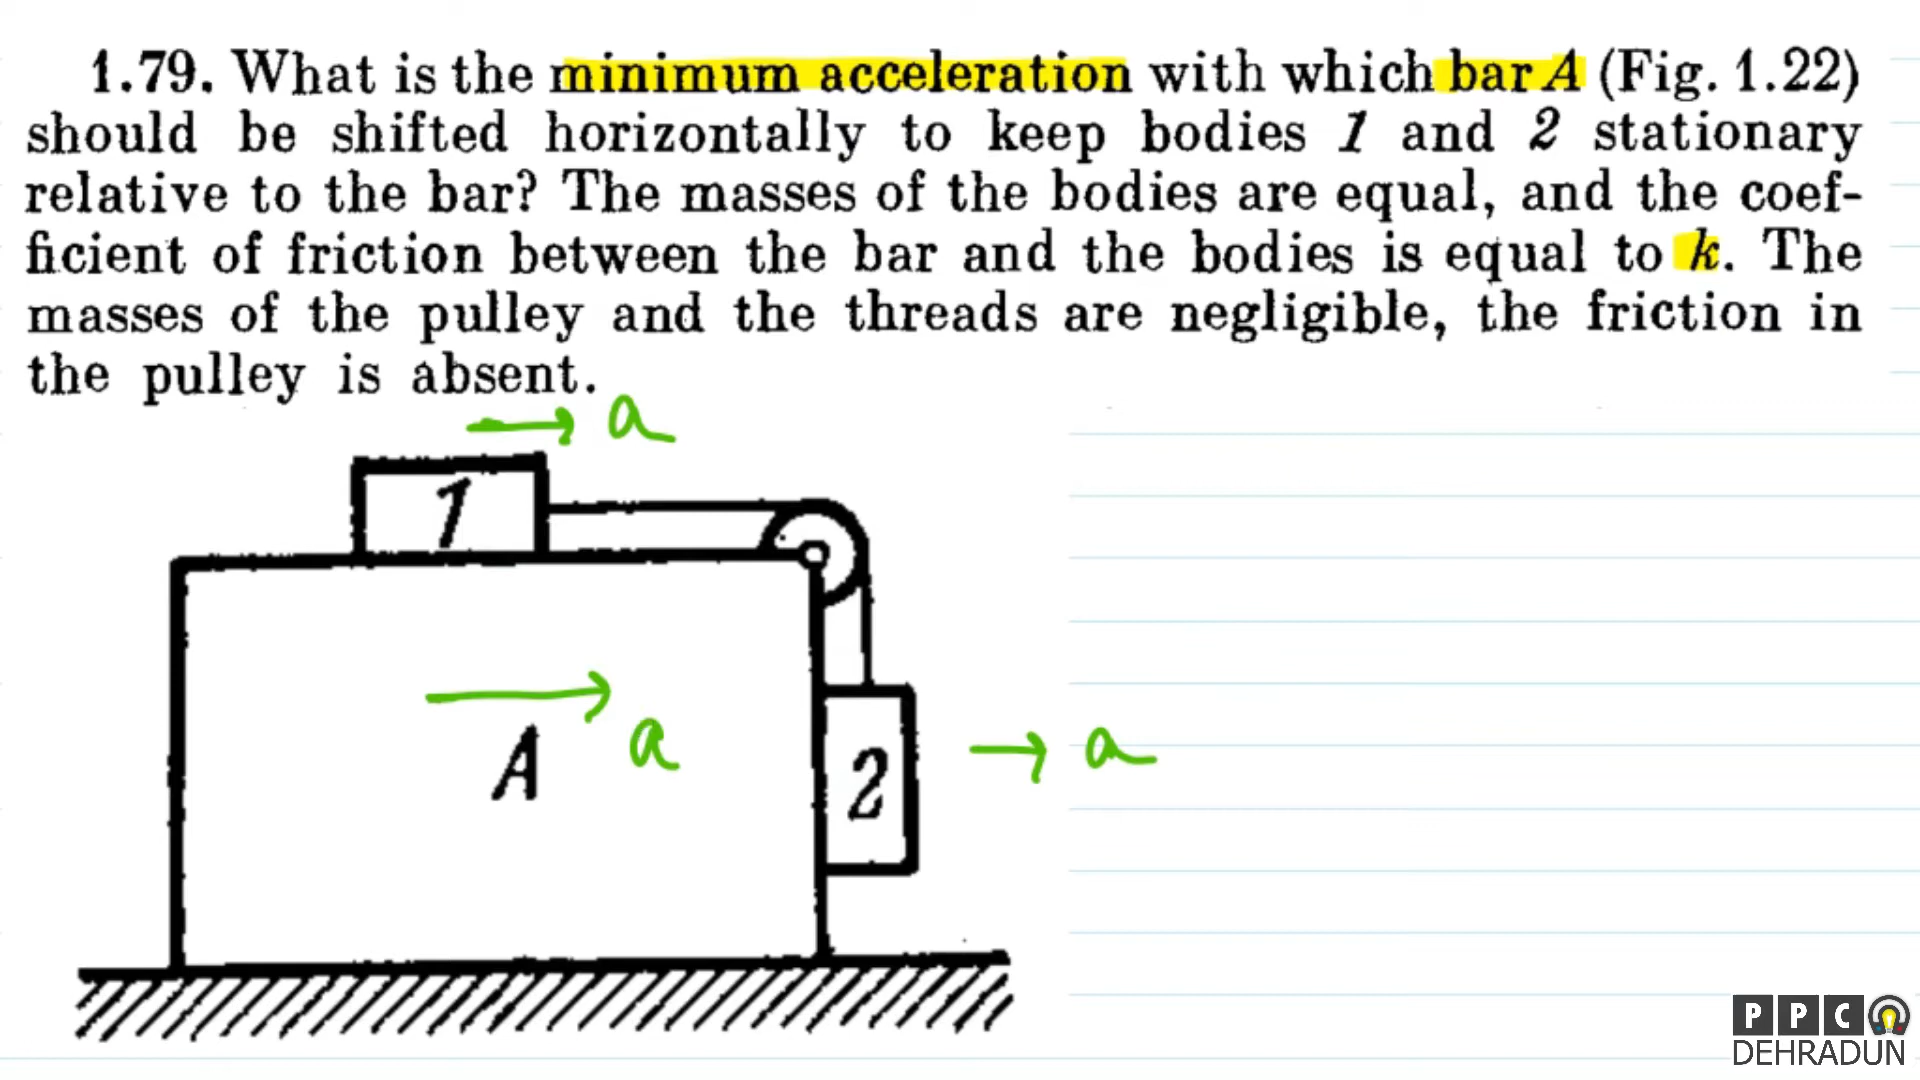 1.79. What is the minimum acceleration with which bar A (Fig. 1.22)
should be shifted horizontally to keep bodies 1 and 2 stationary
relative to the bar? The masses of the bodies are equal, and the coef-
ficient of friction between the bar and the bodies is equal to k. The
masses of the pulley and the threads are negligible, the friction in
the pulley is absent.
a
1
a
A
2
a
PPC
DEHRADUN